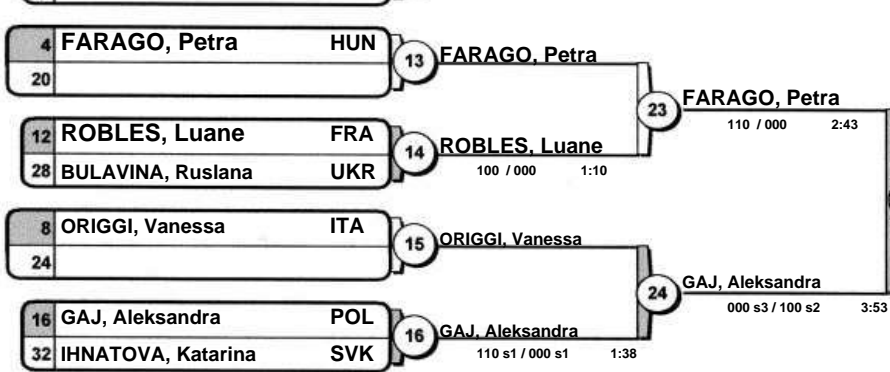 4 FARAGO, Petra HUN
20
13 FARAGO, Petra
12 ROBLES, Luane FRA
28 BULAVINA, Ruslana UKR
14 ROBLES, Luane
100 / 000 1:10
23 FARAGO, Petra
110 / 000 2:43
8 ORIGGI, Vanessa ITA
24
15 ORIGGI, Vanessa
16 GAJ, Aleksandra POL
32 IHNATOVA, Katarina SVK
16 GAJ, Aleksandra
110 s1 / 000 s1 1:38
24 GAJ, Aleksandra
000 s3 / 100 s2 3:53